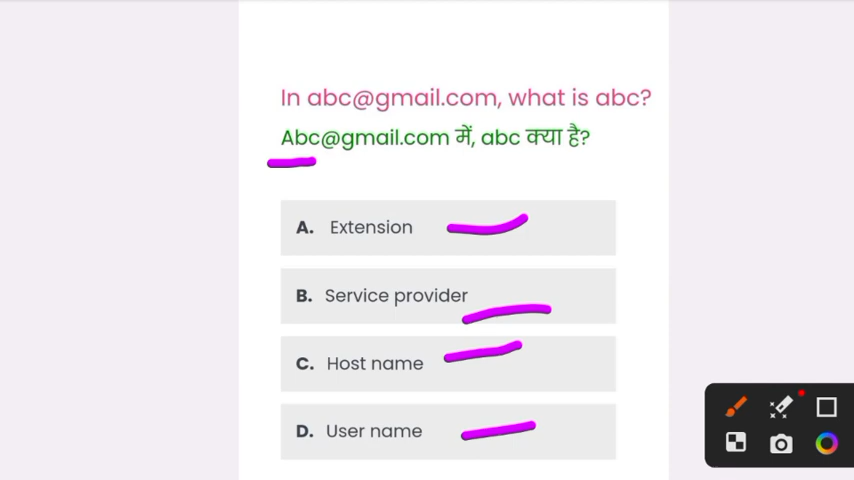 In abc@gmail.com, what is abc?
Abc@gmail.com में, abc क्या है?
A. Extension
B. Service provider
C. Host name
D. User name